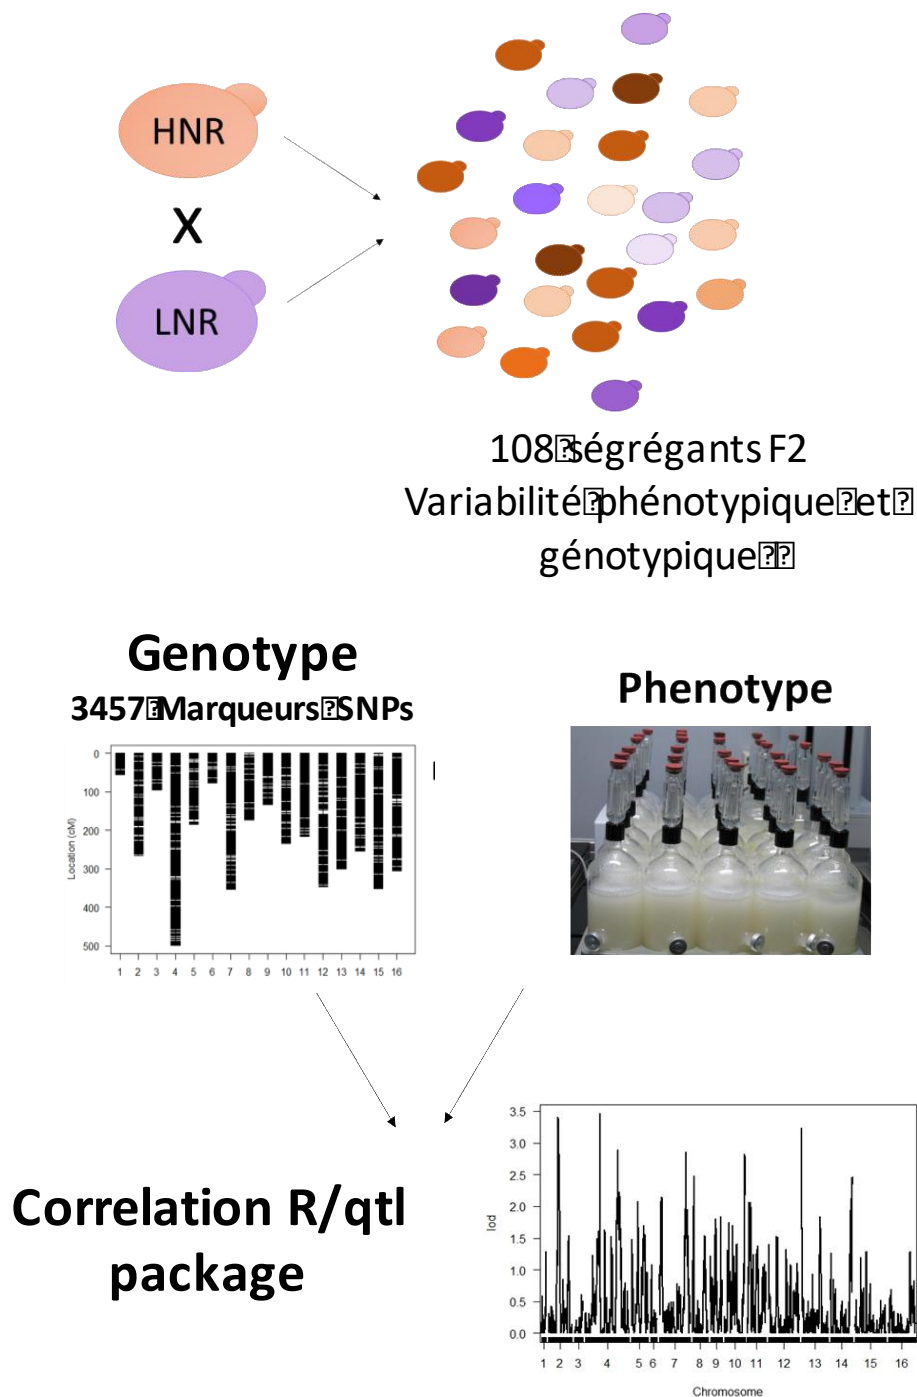 HNR
X
LNR
108 ségrégants F2
Variabilité phénotypique et
génotypique
Genotype
3457 Marqueurs SNPs
Phenotype
Location (cM)
0
100
200
300
400
500
1 2 3 4 5 6 7 8 9 10 11 12 13 14 15 16
Correlation R/qtl
package
lod
3.5
3.0
2.5
2.0
1.5
1.0
0.5
0.0
1 2 3 4 5 6 7 8 9 10 11 12 13 14 15 16
Chromosome